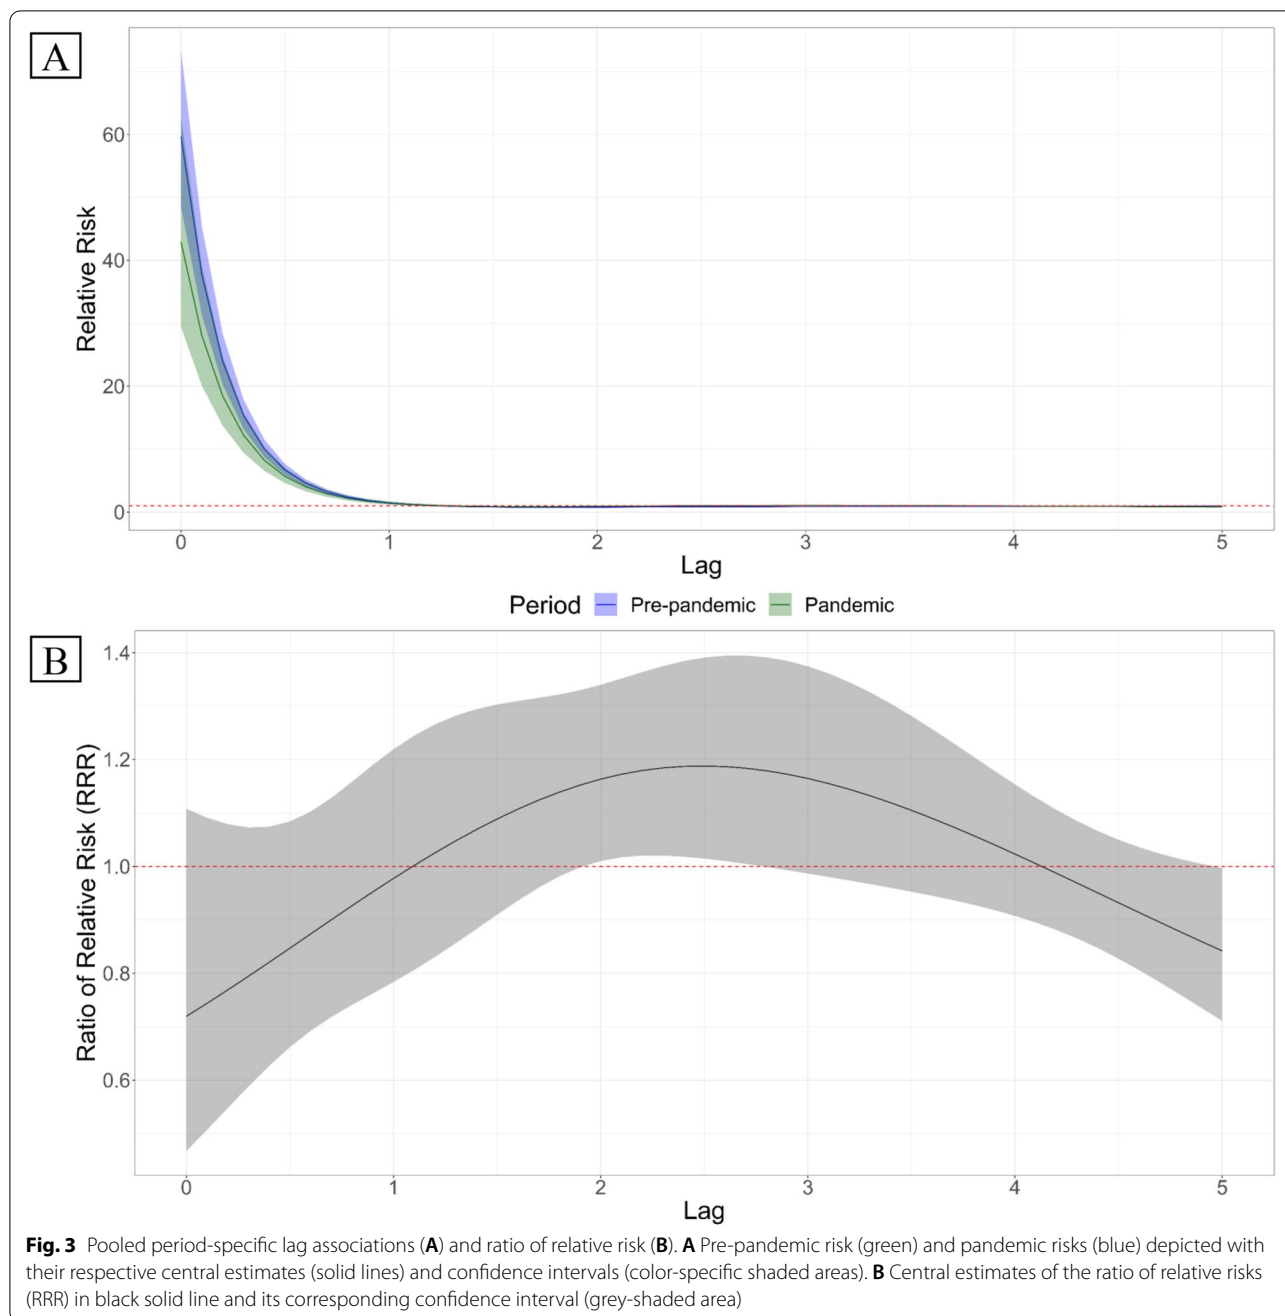 A
60
40
20
0
Relative Risk
0 1 2 3 4 5
Lag
Period Pre-pandemic Pandemic
B
1.4
1.2
1.0
0.8
0.6
Ratio of Relative Risk (RRR)
0 1 2 3 4 5
Lag
Fig. 3 Pooled period-specific lag associations (A) and ratio of relative risk (B). A Pre-pandemic risk (green) and pandemic risks (blue) depicted with
their respective central estimates (solid lines) and confidence intervals (color-specific shaded areas). B Central estimates of the ratio of relative risks
(RRR) in black solid line and its corresponding confidence interval (grey-shaded area)